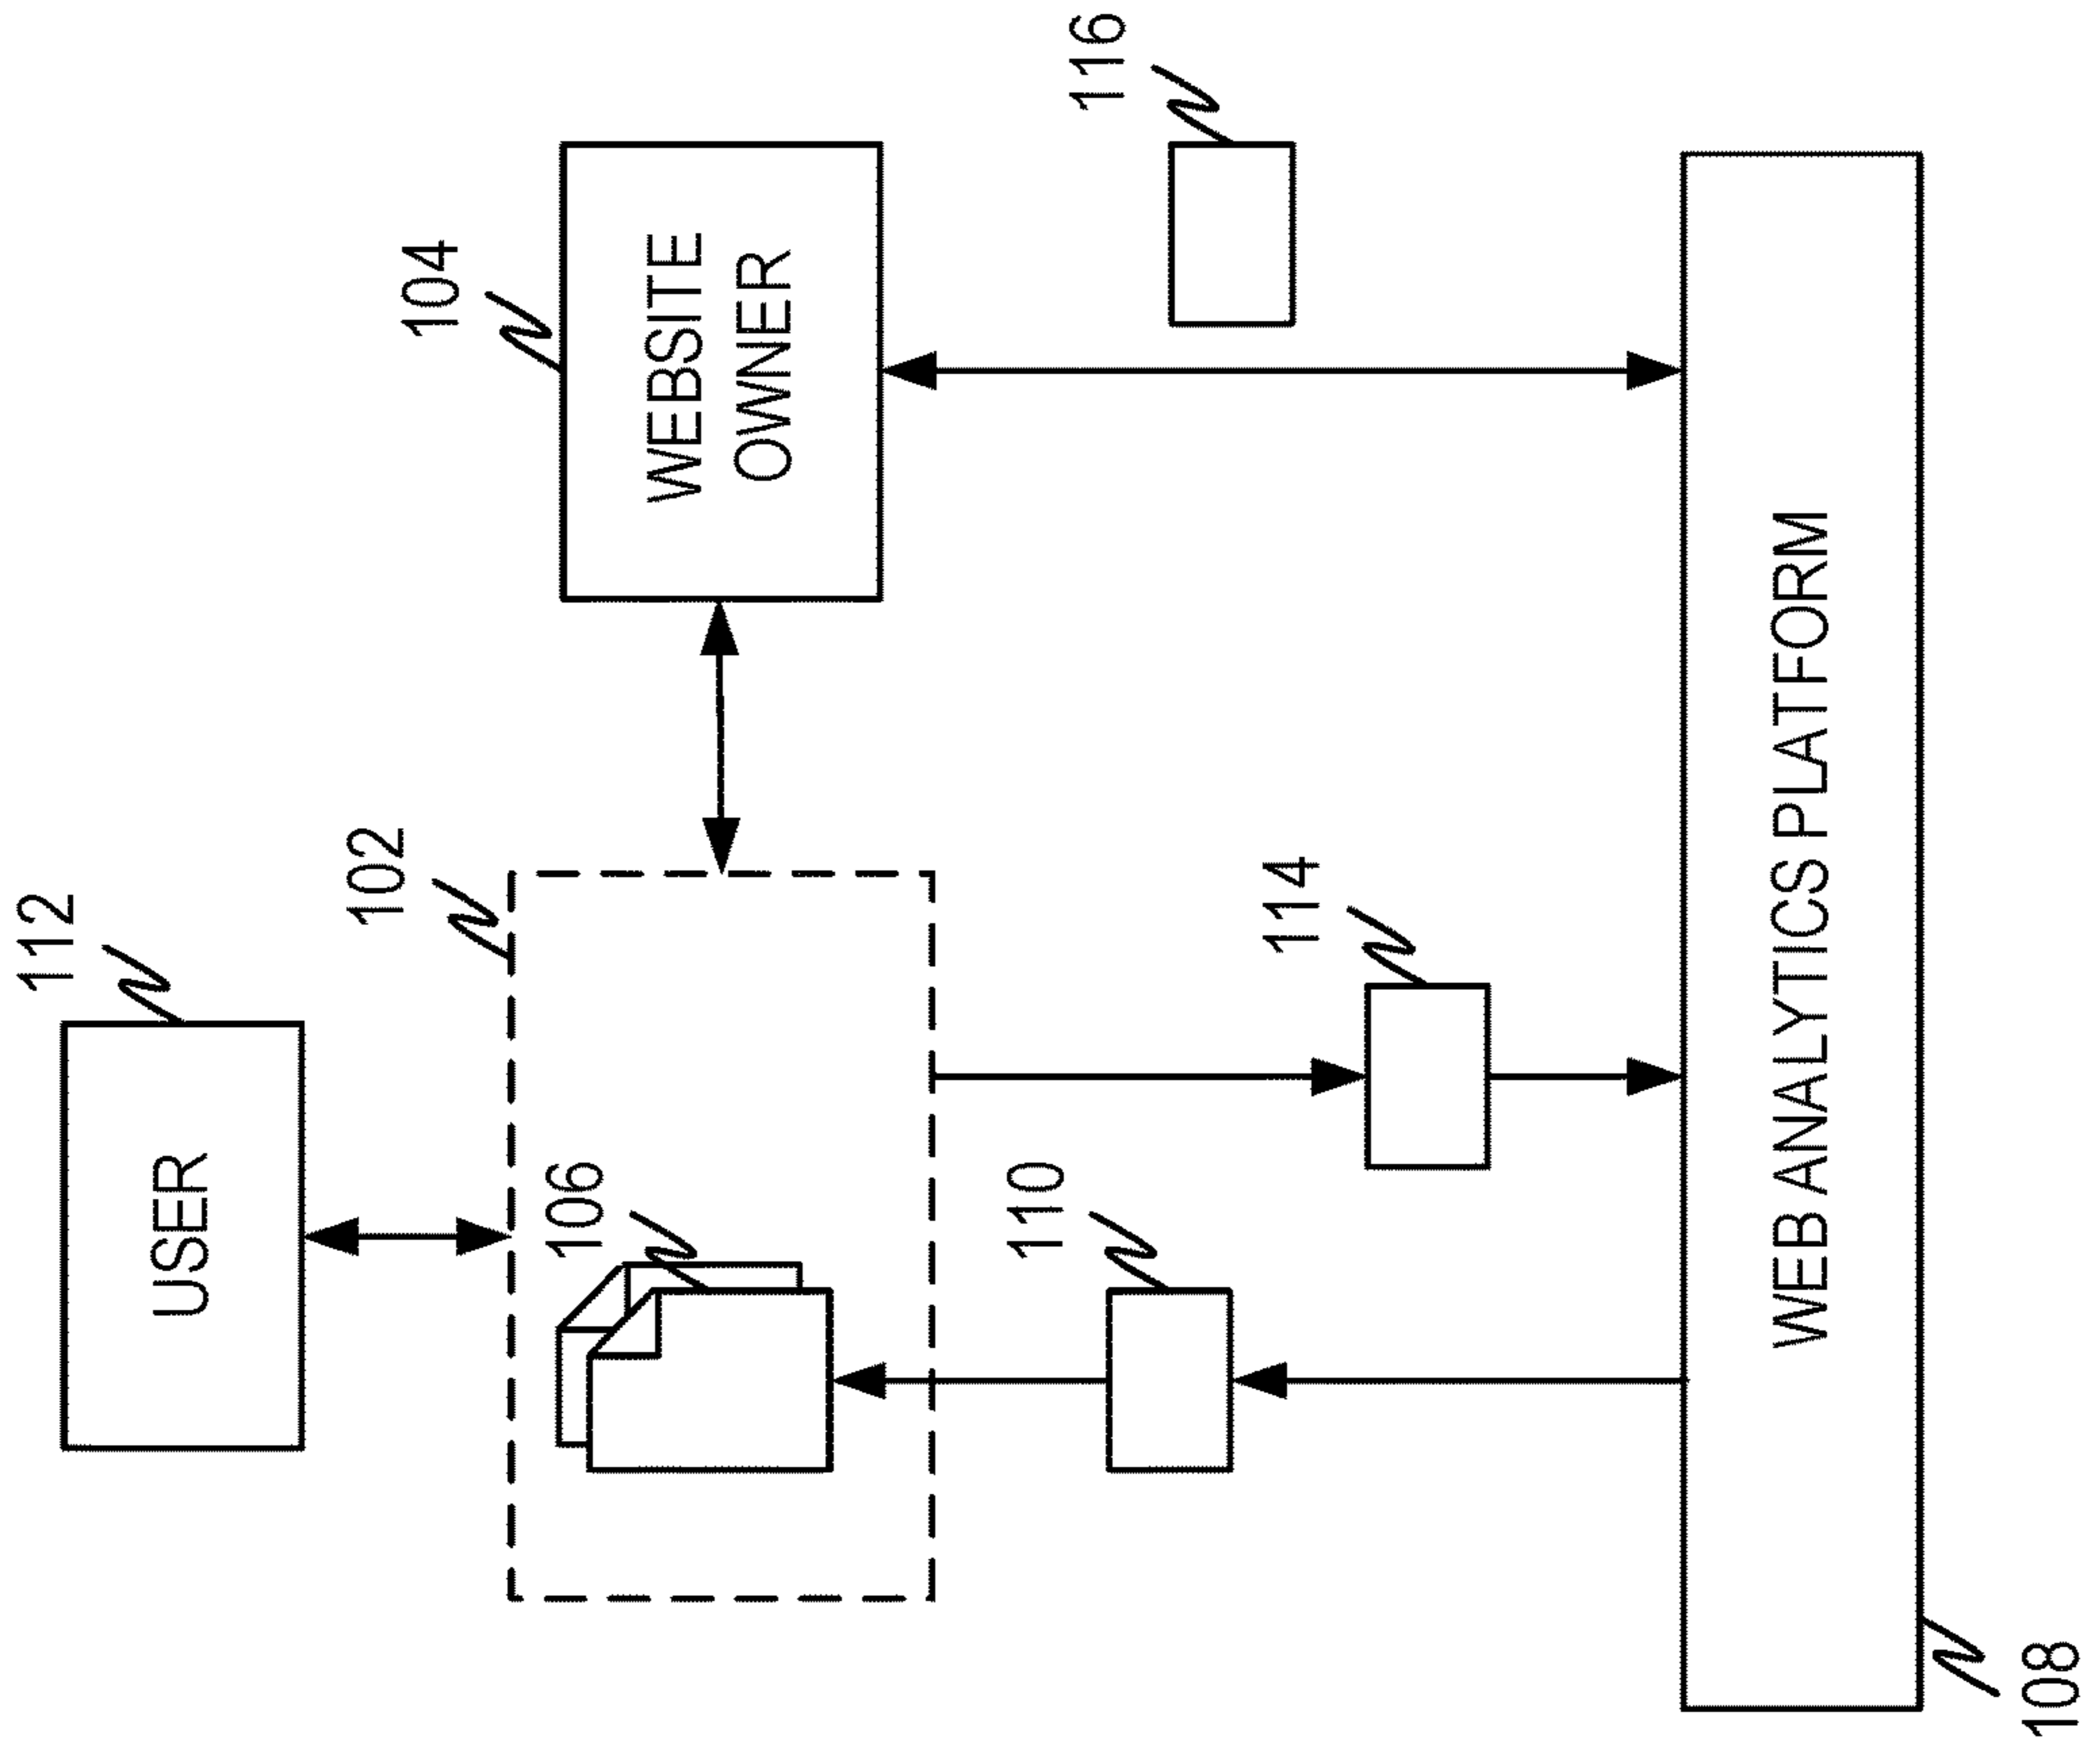 112
USER
102
104
106
WEBSITE
OWNER
110
116
114
WEB ANALYTICS PLATFORM
108